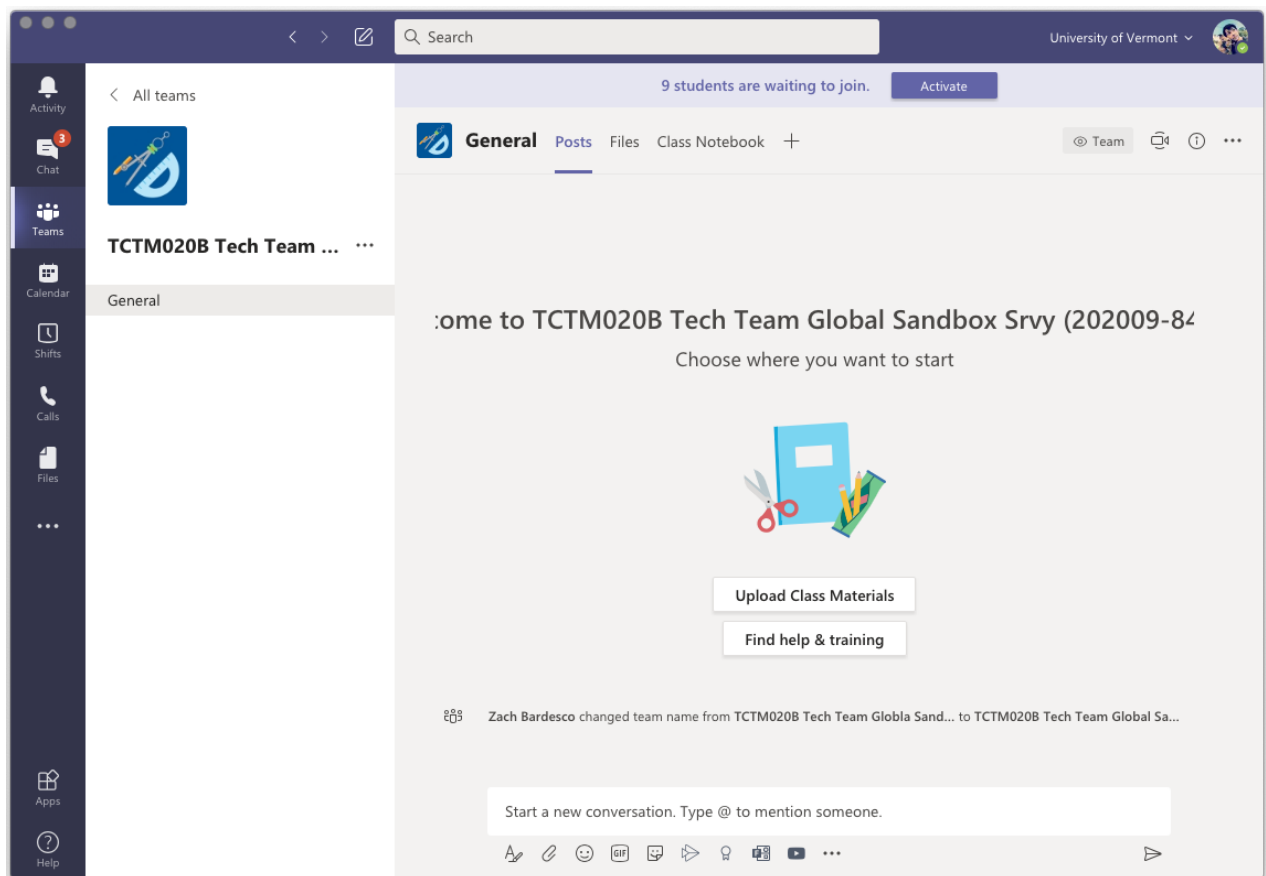 Search
University of Vermont
Activity
Chat
3
Teams
Calendar
Shifts
Calls
Files
Apps
Help
All teams
TCTM020B Tech Team ...
General
9 students are waiting to join.
Activate
General Posts Files Class Notebook
Team
:ome to TCTM020B Tech Team Global Sandbox Srvy (202009-84
Choose where you want to start
Upload Class Materials
Find help & training
Zach Bardesco changed team name from TCTM020B Tech Team Globla Sand... to TCTM020B Tech Team Global Sa...
Start a new conversation. Type @ to mention someone.
GIF